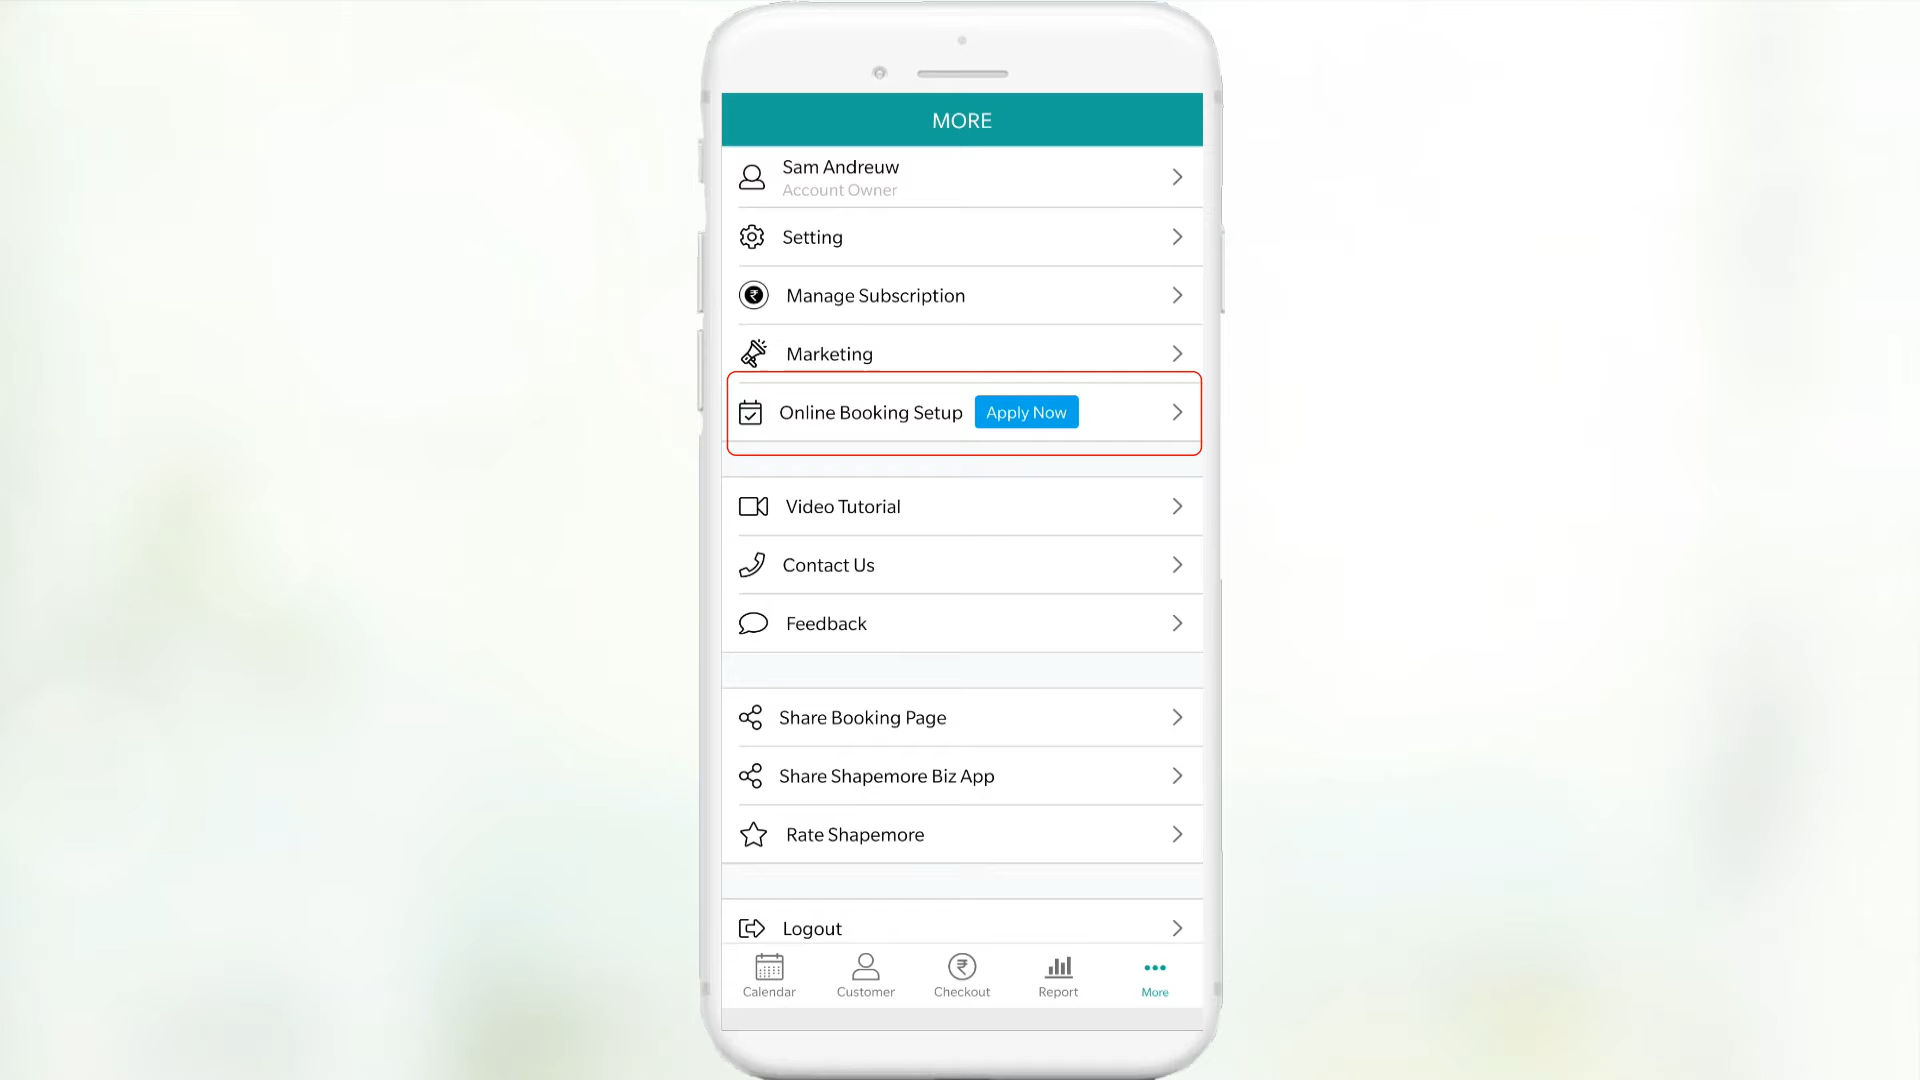 MORE
Sam Andreuw
Account Owner
Setting
Manage Subscription
Marketing
Online Booking Setup Apply Now
Video Tutorial
Contact Us
Feedback
Share Booking Page
Share Shapemore Biz App
Rate Shapemore
Logout
Calendar Customer Checkout Report More